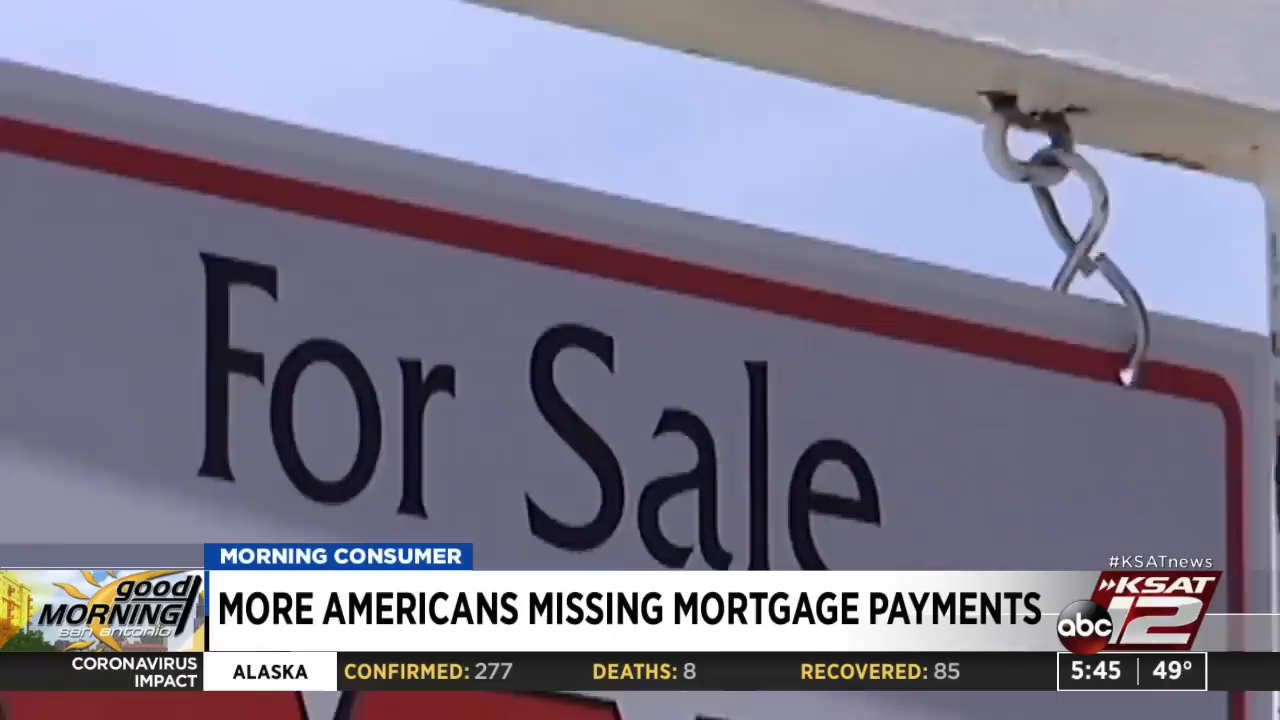 For Sale
MORNING CONSUMER
#KSATnews
good
MORNING
san antonio
MORE AMERICANS MISSING MORTGAGE PAYMENTS
KSAT
abc
12
CORONAVIRUS
IMPACT
ALASKA CONFIRMED: 277 DEATHS: 8 RECOVERED: 85
5:45 49°